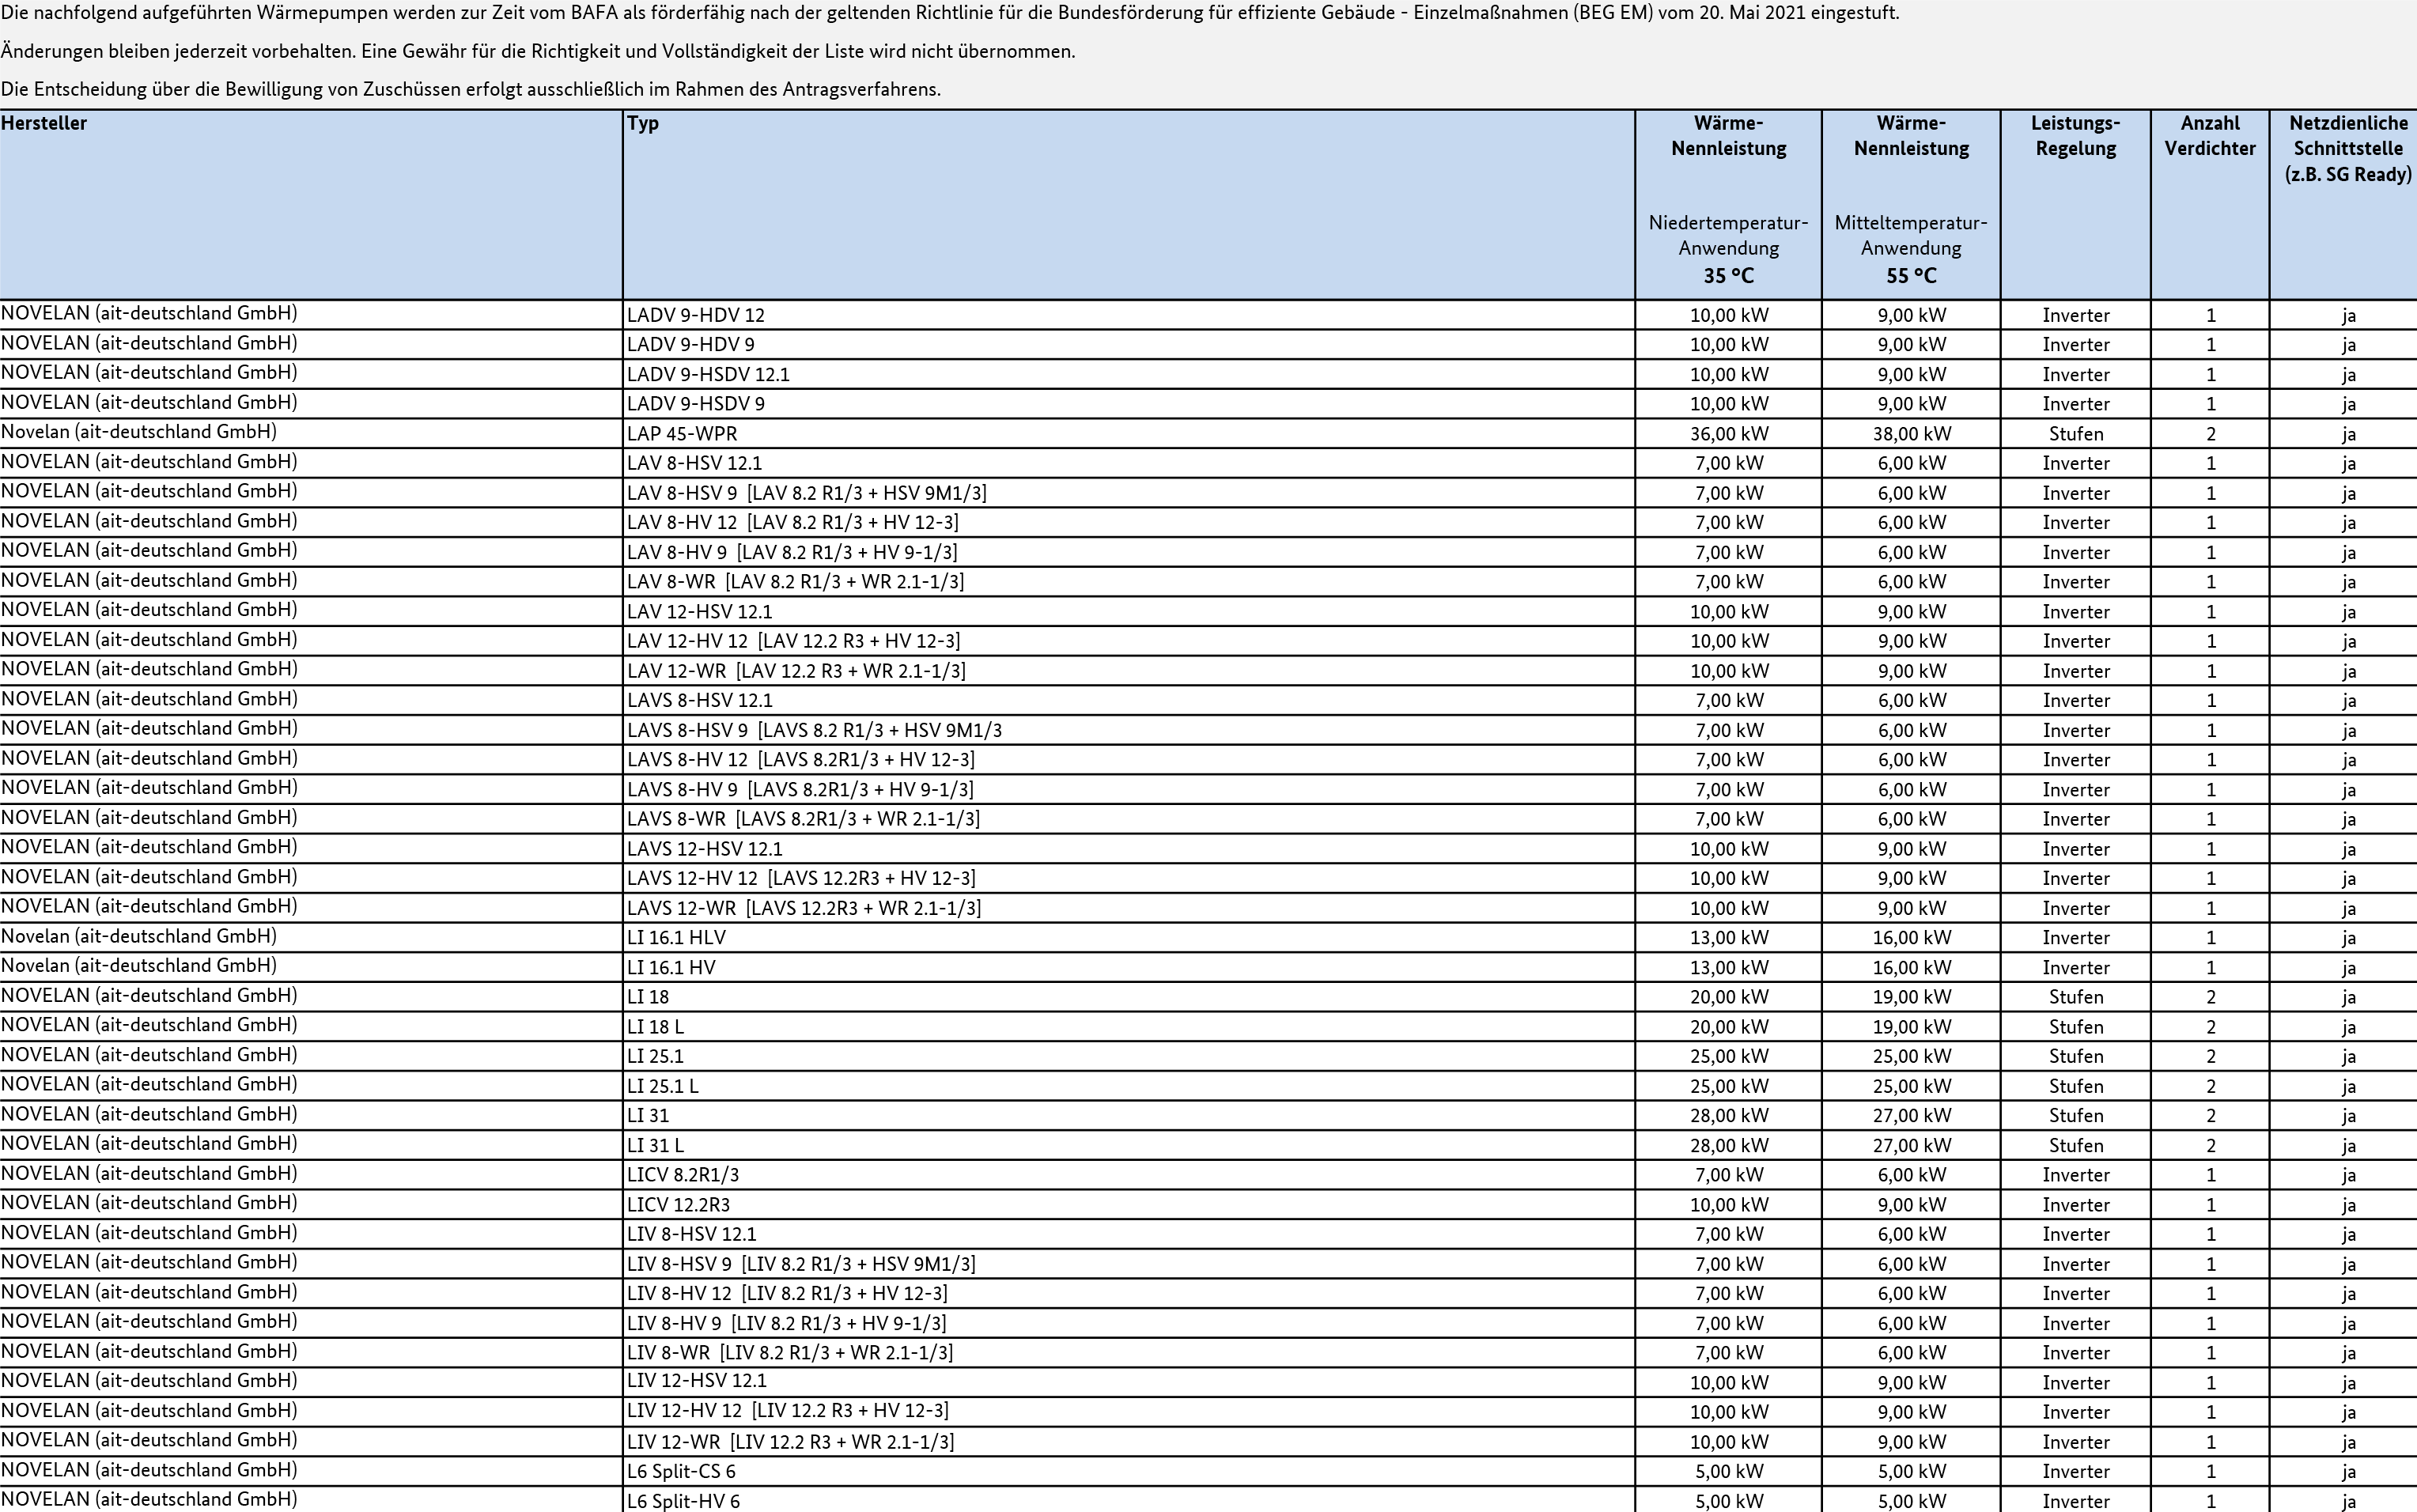 Die nachfolgend aufgeführten Wärmepumpen werden zur Zeit vom BAFA als förderfähig nach der geltenden Richtlinie für die Bundesförderung für effiziente Gebäude - Einzelmaßnahmen (BEG EM) vom 20. Mai 2021 eingestuft.
Änderungen bleiben jederzeit vorbehalten. Eine Gewähr für die Richtigkeit und Vollständigkeit der Liste wird nicht übernommen.
Die Entscheidung über die Bewilligung von Zuschüssen erfolgt ausschließlich im Rahmen des Antragsverfahrens.
Hersteller Typ Wärme- Wärme- Leistungs- Anzahl Netzdienliche
Nennleistung Nennleistung Regelung Verdichter Schnittstelle
(z.B. SG Ready)
Niedertemperatur- Mitteltemperatur-
Anwendung Anwendung
35 °C 55 °C
NOVELAN (ait-deutschland GmbH) LADV 9-HDV 12 10,00 kW 9,00 kW Inverter 1 ja
NOVELAN (ait-deutschland GmbH) LADV 9-HDV 9 10,00 kW 9,00 kW Inverter 1 ja
NOVELAN (ait-deutschland GmbH) LADV 9-HSDV 12.1 10,00 kW 9,00 kW Inverter 1 ja
NOVELAN (ait-deutschland GmbH) LADV 9-HSDV 9 10,00 kW 9,00 kW Inverter 1 ja
Novelan (ait-deutschland GmbH) LAP 45-WPR 36,00 kW 38,00 kW Stufen 2 ja
NOVELAN (ait-deutschland GmbH) LAV 8-HSV 12.1 7,00 kW 6,00 kW Inverter 1 ja
NOVELAN (ait-deutschland GmbH) LAV 8-HSV 9 [LAV 8.2 R1/3 + HSV 9M1/3] 7,00 kW 6,00 kW Inverter 1 ja
NOVELAN (ait-deutschland GmbH) LAV 8-HV 12 [LAV 8.2 R1/3 + HV 12-3] 7,00 kW 6,00 kW Inverter 1 ja
NOVELAN (ait-deutschland GmbH) LAV 8-HV 9 [LAV 8.2 R1/3 + HV 9-1/3] 7,00 kW 6,00 kW Inverter 1 ja
NOVELAN (ait-deutschland GmbH) LAV 8-WR [LAV 8.2 R1/3 + WR 2.1-1/3] 7,00 kW 6,00 kW Inverter 1 ja
NOVELAN (ait-deutschland GmbH) LAV 12-HSV 12.1 10,00 kW 9,00 kW Inverter 1 ja
NOVELAN (ait-deutschland GmbH) LAV 12-HV 12 [LAV 12.2 R3 + HV 12-3] 10,00 kW 9,00 kW Inverter 1 ja
NOVELAN (ait-deutschland GmbH) LAV 12-WR [LAV 12.2 R3 + WR 2.1-1/3] 10,00 kW 9,00 kW Inverter 1 ja
NOVELAN (ait-deutschland GmbH) LAVS 8-HSV 12.1 7,00 kW 6,00 kW Inverter 1 ja
NOVELAN (ait-deutschland GmbH) LAVS 8-HSV 9 [LAVS 8.2 R1/3 + HSV 9M1/3 7,00 kW 6,00 kW Inverter 1 ja
NOVELAN (ait-deutschland GmbH) LAVS 8-HV 12 [LAVS 8.2R1/3 + HV 12-3] 7,00 kW 6,00 kW Inverter 1 ja
NOVELAN (ait-deutschland GmbH) LAVS 8-HV 9 [LAVS 8.2R1/3 + HV 9-1/3] 7,00 kW 6,00 kW Inverter 1 ja
NOVELAN (ait-deutschland GmbH) LAVS 8-WR [LAVS 8.2R1/3 + WR 2.1-1/3] 7,00 kW 6,00 kW Inverter 1 ja
NOVELAN (ait-deutschland GmbH) LAVS 12-HSV 12.1 10,00 kW 9,00 kW Inverter 1 ja
NOVELAN (ait-deutschland GmbH) LAVS 12-HV 12 [LAVS 12.2R3 + HV 12-3] 10,00 kW 9,00 kW Inverter 1 ja
NOVELAN (ait-deutschland GmbH) LAVS 12-WR [LAVS 12.2R3 + WR 2.1-1/3] 10,00 kW 9,00 kW Inverter 1 ja
Novelan (ait-deutschland GmbH) LI 16.1 HLV 13,00 kW 16,00 kW Inverter 1 ja
Novelan (ait-deutschland GmbH) LI 16.1 HV 13,00 kW 16,00 kW Inverter 1 ja
NOVELAN (ait-deutschland GmbH) LI 18 20,00 kW 19,00 kW Stufen 2 ja
NOVELAN (ait-deutschland GmbH) LI 18 L 20,00 kW 19,00 kW Stufen 2 ja
NOVELAN (ait-deutschland GmbH) LI 25.1 25,00 kW 25,00 kW Stufen 2 ja
NOVELAN (ait-deutschland GmbH) LI 25.1 L 25,00 kW 25,00 kW Stufen 2 ja
NOVELAN (ait-deutschland GmbH) LI 31 28,00 kW 27,00 kW Stufen 2 ja
NOVELAN (ait-deutschland GmbH) LI 31 L 28,00 kW 27,00 kW Stufen 2 ja
NOVELAN (ait-deutschland GmbH) LICV 8.2R1/3 7,00 kW 6,00 kW Inverter 1 ja
NOVELAN (ait-deutschland GmbH) LICV 12.2R3 10,00 kW 9,00 kW Inverter 1 ja
NOVELAN (ait-deutschland GmbH) LIV 8-HSV 12.1 7,00 kW 6,00 kW Inverter 1 ja
NOVELAN (ait-deutschland GmbH) LIV 8-HSV 9 [LIV 8.2 R1/3 + HSV 9M1/3] 7,00 kW 6,00 kW Inverter 1 ja
NOVELAN (ait-deutschland GmbH) LIV 8-HV 12 [LIV 8.2 R1/3 + HV 12-3] 7,00 kW 6,00 kW Inverter 1 ja
NOVELAN (ait-deutschland GmbH) LIV 8-HV 9 [LIV 8.2 R1/3 + HV 9-1/3] 7,00 kW 6,00 kW Inverter 1 ja
NOVELAN (ait-deutschland GmbH) LIV 8-WR [LIV 8.2 R1/3 + WR 2.1-1/3] 7,00 kW 6,00 kW Inverter 1 ja
NOVELAN (ait-deutschland GmbH) LIV 12-HSV 12.1 10,00 kW 9,00 kW Inverter 1 ja
NOVELAN (ait-deutschland GmbH) LIV 12-HV 12 [LIV 12.2 R3 + HV 12-3] 10,00 kW 9,00 kW Inverter 1 ja
NOVELAN (ait-deutschland GmbH) LIV 12-WR [LIV 12.2 R3 + WR 2.1-1/3] 10,00 kW 9,00 kW Inverter 1 ja
NOVELAN (ait-deutschland GmbH) L6 Split-CS 6 5,00 kW 5,00 kW Inverter 1 ja
NOVELAN (ait-deutschland GmbH) L6 Split-HV 6 5,00 kW 5,00 kW Inverter 1 ja